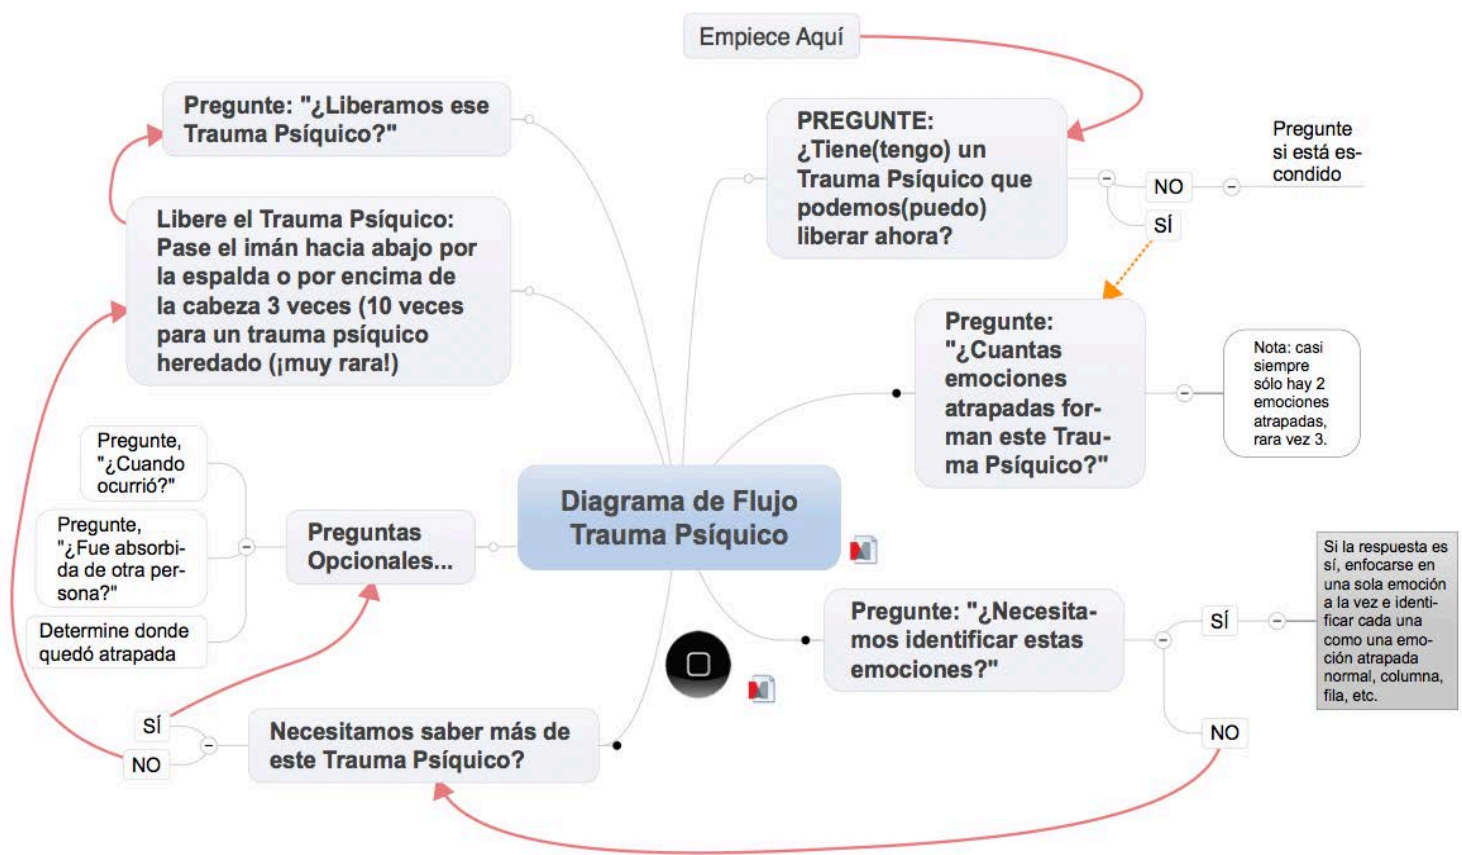 Empiece Aquí
PREGUNTE:
¿Tiene(tengo) un
Trauma Psíquico que
podemos(puedo)
liberar ahora?
NO
Pregunte
si está es-
condido
SÍ
Pregunte:
"¿Cuantas
emociones
atrapadas for-
man este Trau-
ma Psíquico?"
Nota: casi
siempre
sólo hay 2
emociones
atrapadas,
rara vez 3.
Diagrama de Flujo
Trauma Psíquico
Pregunte: "¿Necesita-
mos identificar estas
emociones?"
SÍ
Si la respuesta es
sí, enfocarse en
una sola emoción
a la vez e identi-
ficar cada una
como una emo-
ción atrapada
normal, columna,
fila, etc.
NO
Necesitamos saber más de
este Trauma Psíquico?
SÍ
NO
Preguntas
Opcionales...
Pregunte,
"¿Cuando
ocurrió?"
Pregunte,
"¿Fue absorbi-
da de otra per-
sona?"
Determine donde
quedó atrapada
Libere el Trauma Psíquico:
Pase el imán hacia abajo por
la espalda o por encima de
la cabeza 3 veces (10 veces
para un trauma psíquico
heredado (¡muy rara!)
Pregunte: "¿Liberamos ese
Trauma Psíquico?"